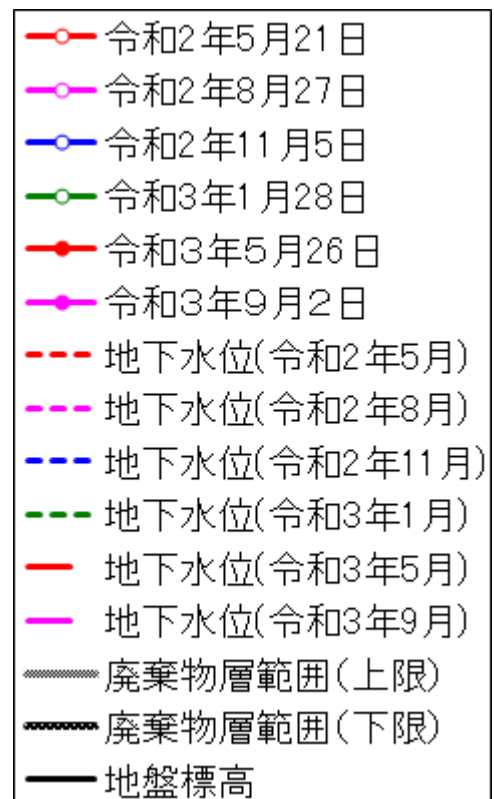 令和2年5月21日
令和2年8月27日
令和2年11月5日
令和3年1月28日
令和３年５月26日
令和３年９月２日
地下水位(令和2年5月)
地下水位(令和2年8月)
地下水位(令和2年11月)
地下水位(令和3年1月)
地下水位(令和3年5月)
地下水位(令和3年9月)
廃棄物層範囲(上限)
廃棄物層範囲(下限)
地盤標高